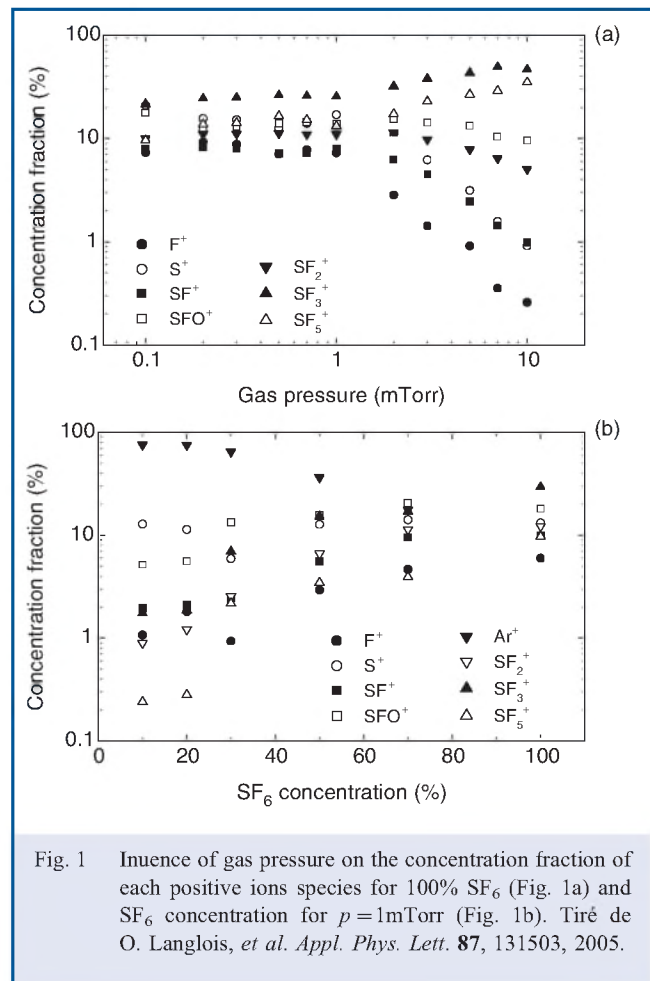 (a)
Concentration fraction (%)
100
10
1
0.1
F⁺
S⁺
SF⁺
SFO⁺
SF₂⁺
SF₃⁺
SF₅⁺
0.1 1 10
Gas pressure (mTorr)
(b)
Concentration fraction (%)
100
10
1
0.1
F⁺
S⁺
SF⁺
SFO⁺
Ar⁺
SF₂⁺
SF₃⁺
SF₅⁺
0 20 40 60 80 100
SF₆ concentration (%)
Fig. 1 Inuence of gas pressure on the concentration fraction of
each positive ions species for 100% SF₆ (Fig. 1a) and
SF₆ concentration for p = 1mTorr (Fig. 1b). Tiré de
O. Langlois, et al. Appl. Phys. Lett. 87, 131503, 2005.